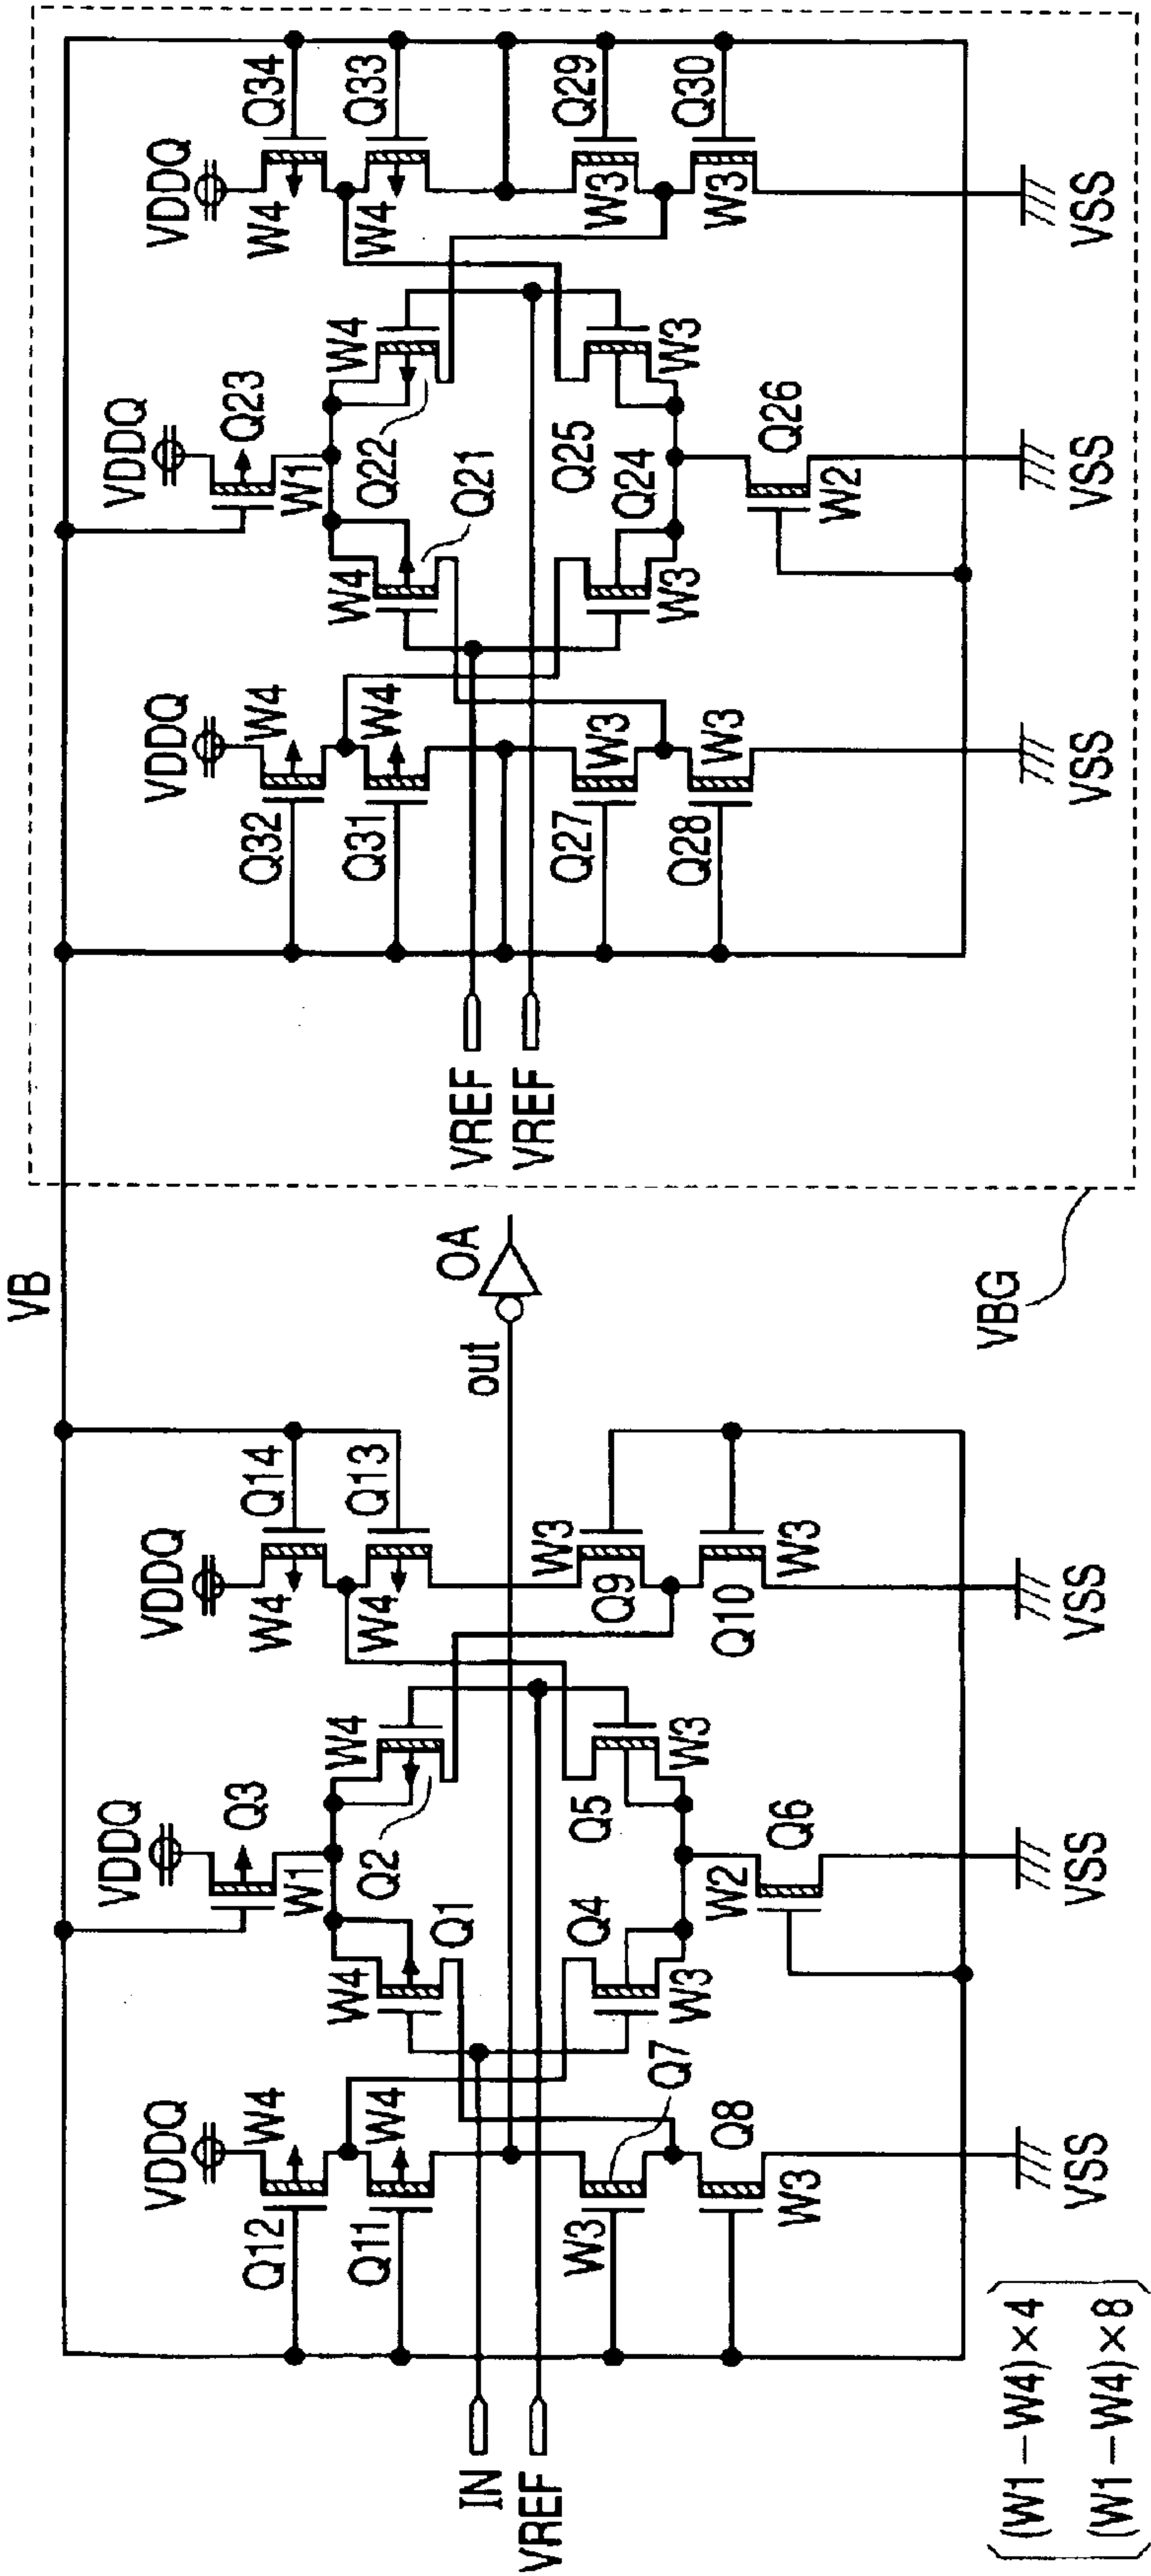 VB
VDDQ
VDDQ
VDDQ
Q12
W4
Q3
W1
W4
Q14
Q11
W4
W4
Q1
Q2
W4
W4
Q13
IN
VREF
out
OA
W3
Q7
Q4
W3
Q5
W3
W3
Q9
Q8
W3
W2
Q6
Q10
W3
VSS
VSS
VSS
(W1－W4)×4
(W1－W4)×8
VBG
VDDQ
VDDQ
VDDQ
Q32
W4
Q23
W1
W4
Q34
Q31
W4
W4
Q21
Q22
W4
W4
Q33
VREF
VREF
Q27
W3
Q24
W3
Q25
W3
W3
Q29
Q28
W3
W2
Q26
W3
Q30
VSS
VSS
VSS